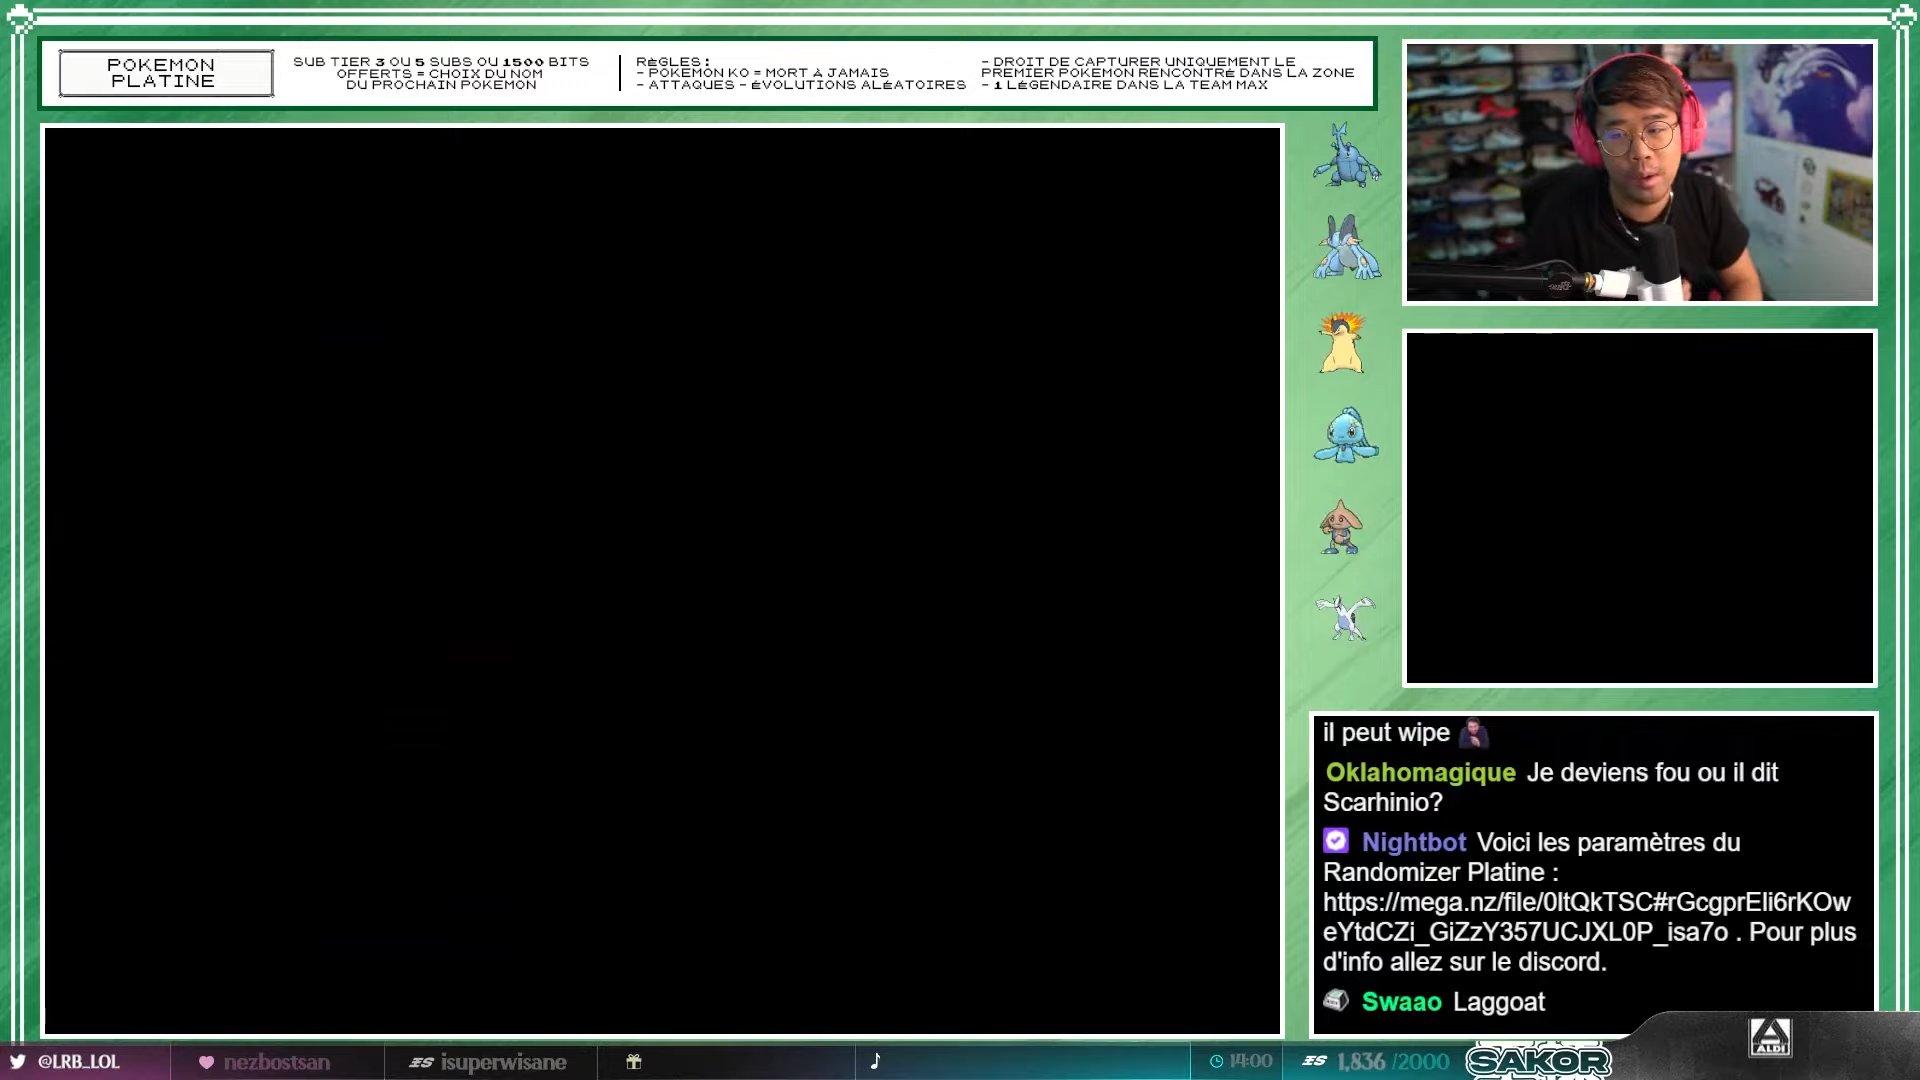 POKEMON
PLATINE
SUB TIER 3 OU 5 SUBS OU 1500 BITS
OFFERTS = CHOIX DU NOM
DU PROCHAIN POKEMON
RÈGLES :
- POKEMON KO = MORT À JAMAIS
- ATTAQUES - ÉVOLUTIONS ALÉATOIRES
- DROIT DE CAPTURER UNIQUEMENT LE
PREMIER POKEMON RENCONTRÉ DANS LA ZONE
- 1 LÉGENDAIRE DANS LA TEAM MAX
il peut wipe
Oklahomagique Je deviens fou ou il dit
Scarhinio?
Nightbot Voici les paramètres du
Randomizer Platine :
https://mega.nz/file/0ltQkTSC#rGcgprEli6rKOw
eYtdCZi_GiZzY357UCJXL0P_isa7o . Pour plus
d'info allez sur le discord.
Swaao Laggoat
@LRB_LOL
nezbostsan
isuperwisane
14:00
1,836 /2000
SAKOR
ALDI